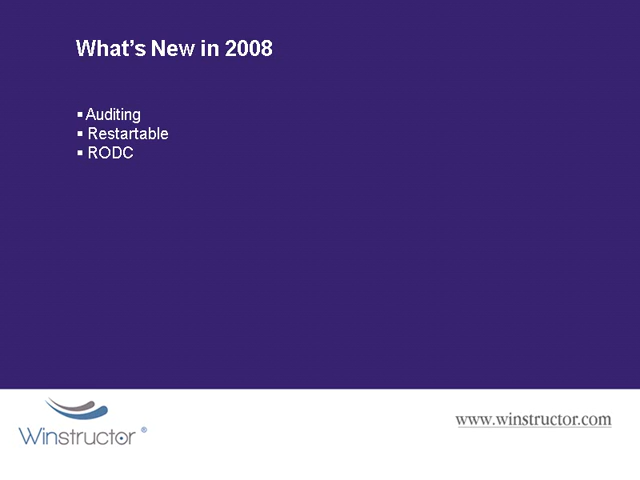 What's New in 2008
▪ Auditing
▪ Restartable
▪ RODC
Winstructor ®
www.winstructor.com